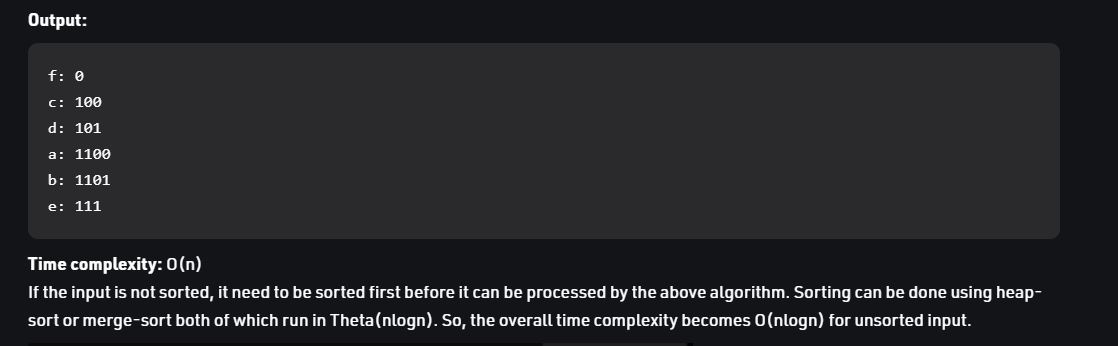 Output:
f: 0
c: 100
d: 101
a: 1100
b: 1101
e: 111
Time complexity: O(n)
If the input is not sorted, it need to be sorted first before it can be processed by the above algorithm. Sorting can be done using heap-
sort or merge-sort both of which run in Theta(nlogn). So, the overall time complexity becomes O(nlogn) for unsorted input.